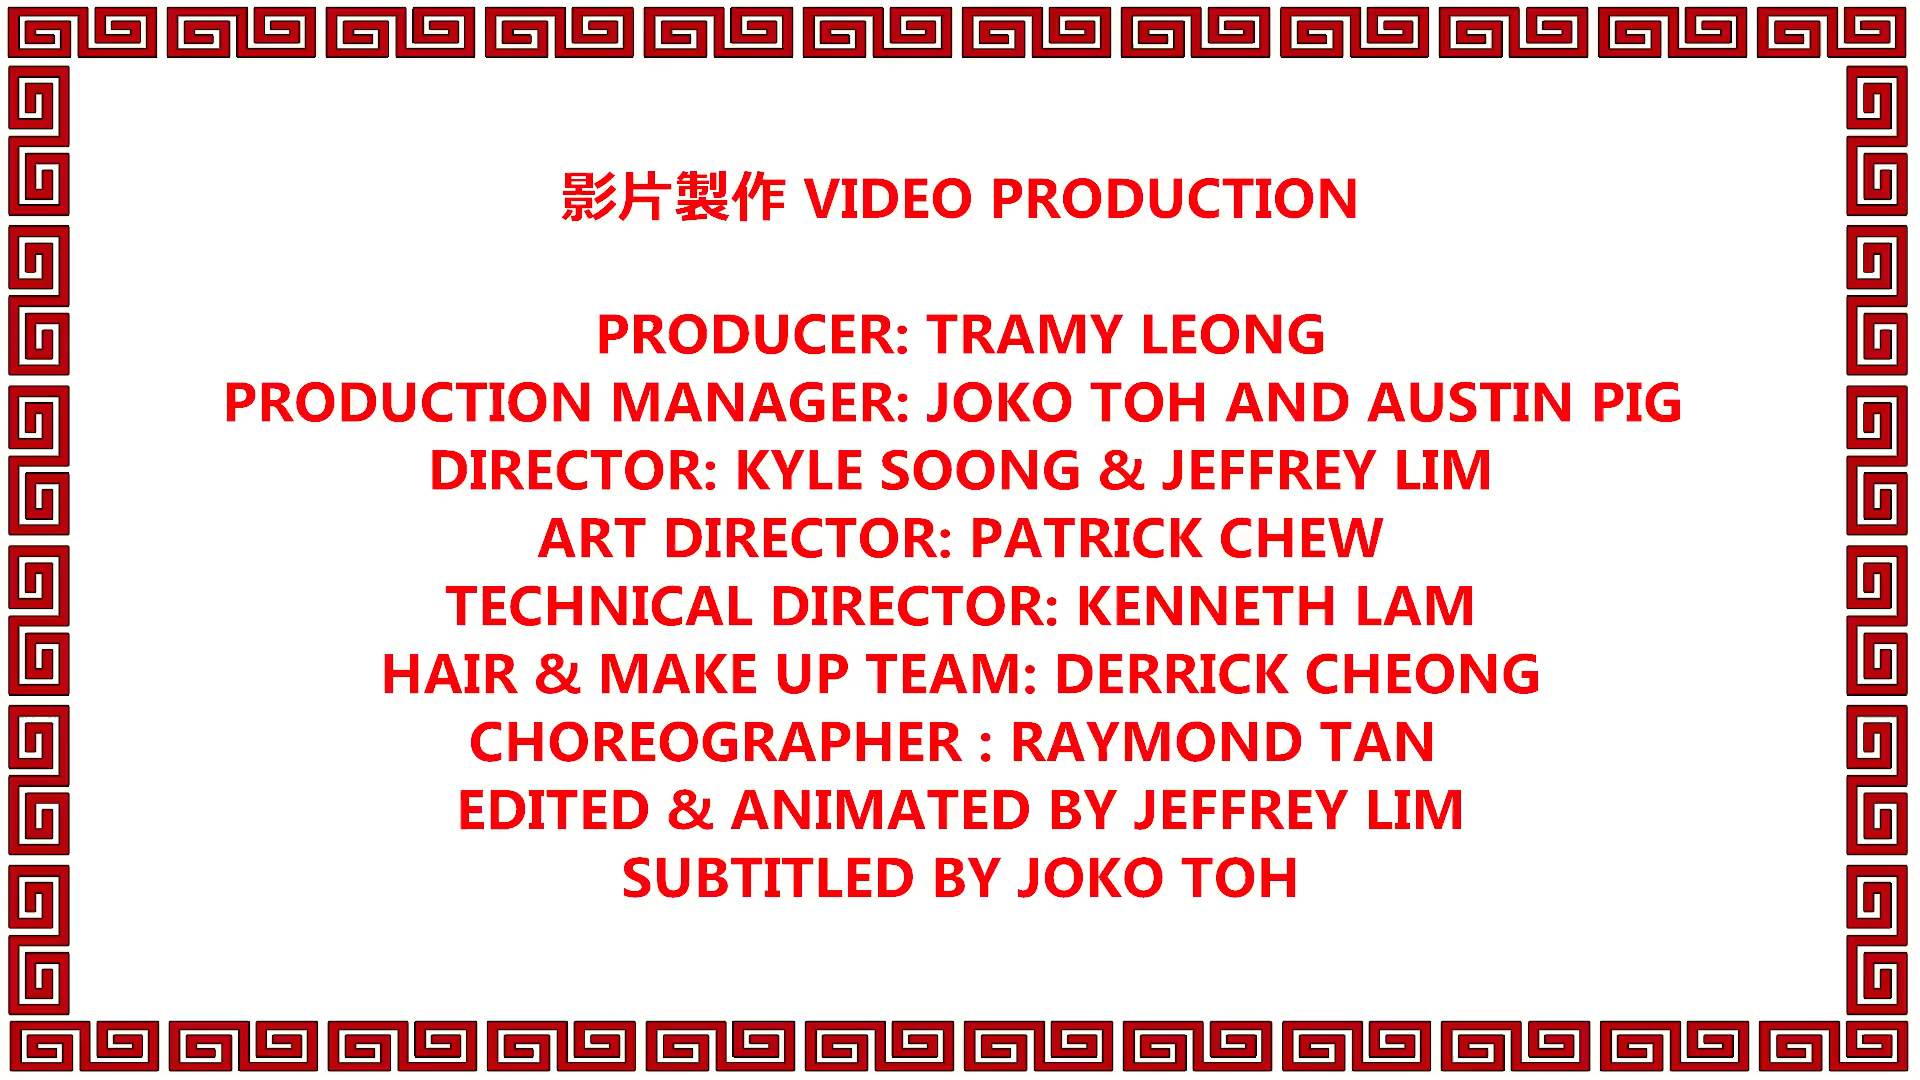 影片製作 VIDEO PRODUCTION
PRODUCER: TRAMY LEONG
PRODUCTION MANAGER: JOKO TOH AND AUSTIN PIG
DIRECTOR: KYLE SOONG & JEFFREY LIM
ART DIRECTOR: PATRICK CHEW
TECHNICAL DIRECTOR: KENNETH LAM
HAIR & MAKE UP TEAM: DERRICK CHEONG
CHOREOGRAPHER : RAYMOND TAN
EDITED & ANIMATED BY JEFFREY LIM
SUBTITLED BY JOKO TOH